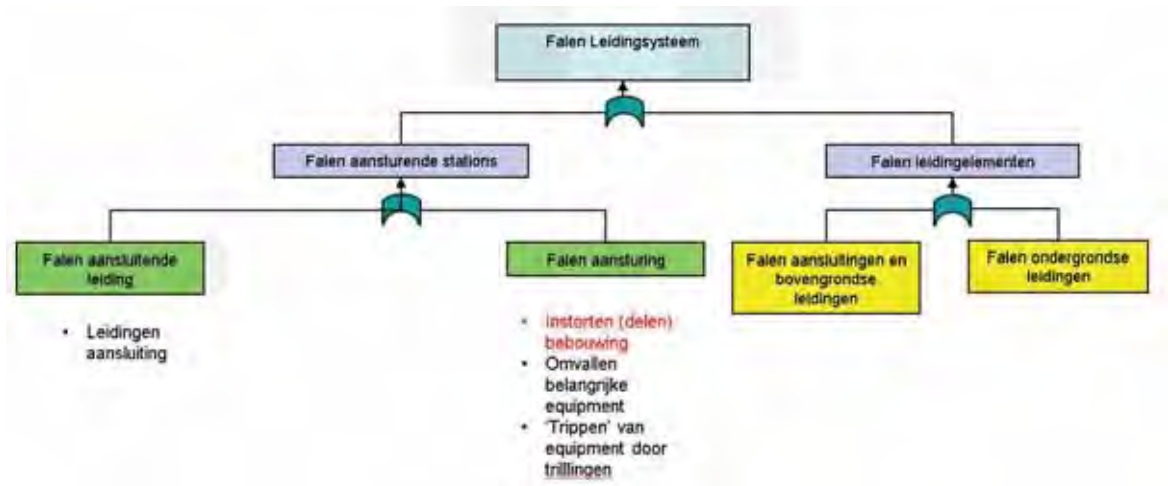 Falen Leidingsysteem
Falen aansturende stations
Falen leidingelementen
Falen aansluitende
leiding
Falen aansturing
Falen aansluitingen en
bovengrondse
leidingen
Falen ondergrondse
leidingen
• Leidingen
aansluiting
• Instorten (delen)
bebouwing
• Omvallen
belangrijke
equipment
• 'Trippen' van
equipment door
trilllingen